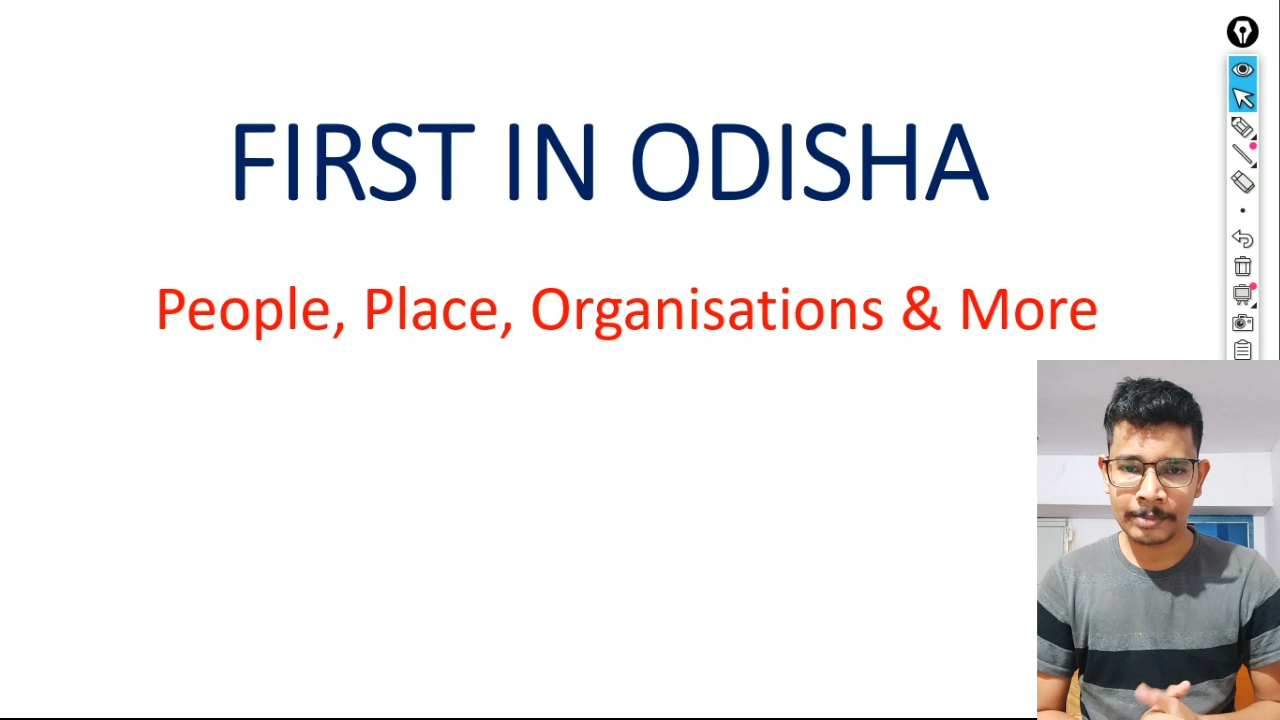 FIRST IN ODISHA
People, Place, Organisations & More